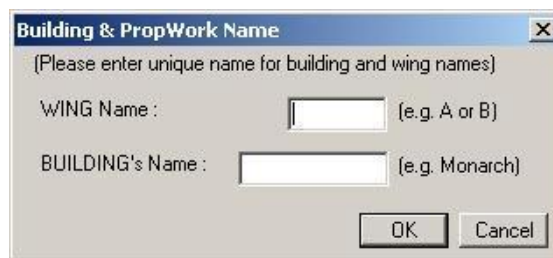 Building & PropWork Name
(Please enter unique name for building and wing names)
WING Name : (e.g. A or B)
BUILDING's Name : (e.g. Monarch)
OK Cancel